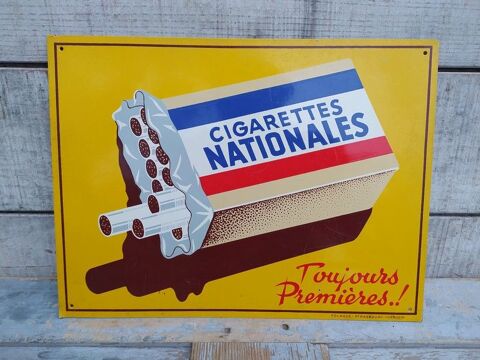 CIGARETTES
NATIONALES
Toujours
Premières..!